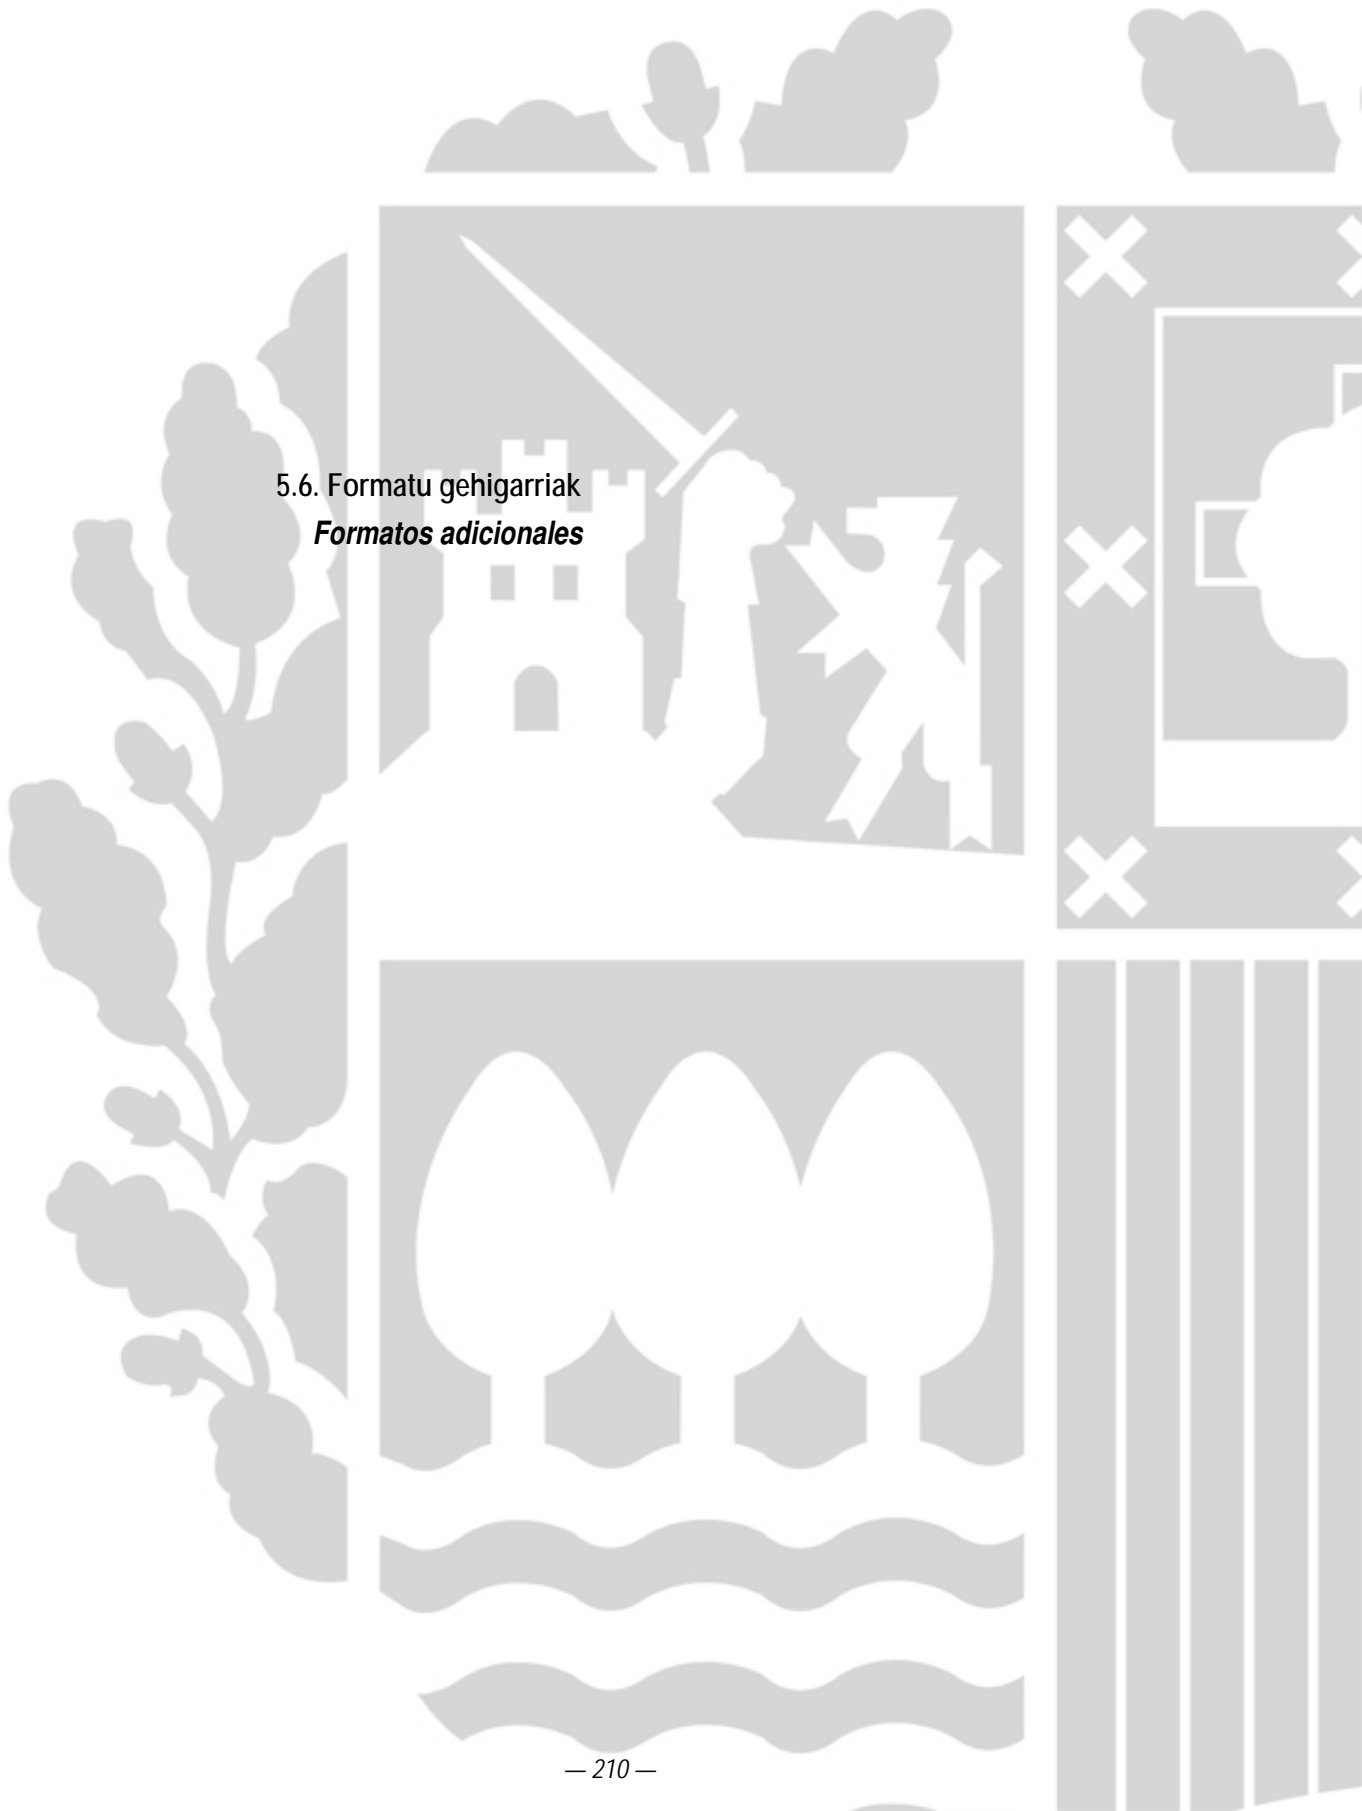 5.6. Formatu gehigarriak
Formatos adicionales
— 210 —